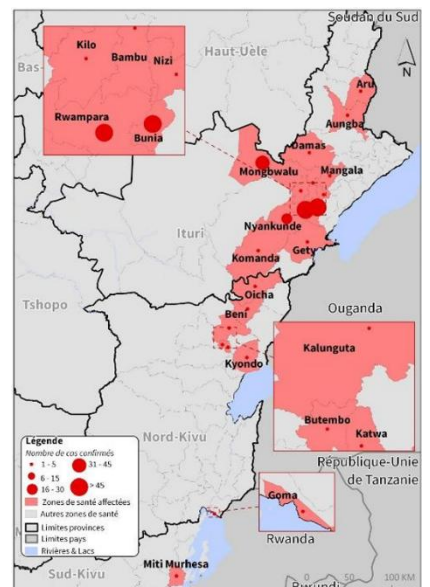 Soudan du Sud
Haut-Uele
Bas-
N
Kilo
Bambu
Nizi
Rwampara
Bunia
Aru
Aungba
Damas
Mangala
Mongbwalu
Nyankunde
Gety
Ituri
Komanda
Oicha
Tshopo
Beni
Ouganda
Kyondo
Kalunguta
Butembo
Katwa
Nord-Kivu
République-Unie
de Tanzanie
Légende
Nombre de cas confirmés
1 - 5
31 - 45
6 - 15
> 45
16 - 30
Zones de santé affectées
Autres zones de santé
Limites provinces
Limites pays
Rivières & Lacs
Goma
Rwanda
Miti Murhesa
Sud-Kivu
Burundi
0
50
100 KM